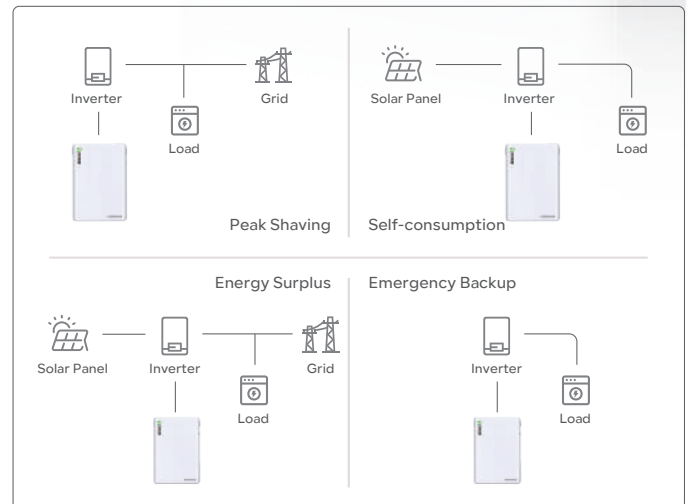 Inverter
Grid
Load
Peak Shaving
Solar Panel
Inverter
Load
Self-consumption
Energy Surplus
Solar Panel
Inverter
Grid
Load
Emergency Backup
Inverter
Load